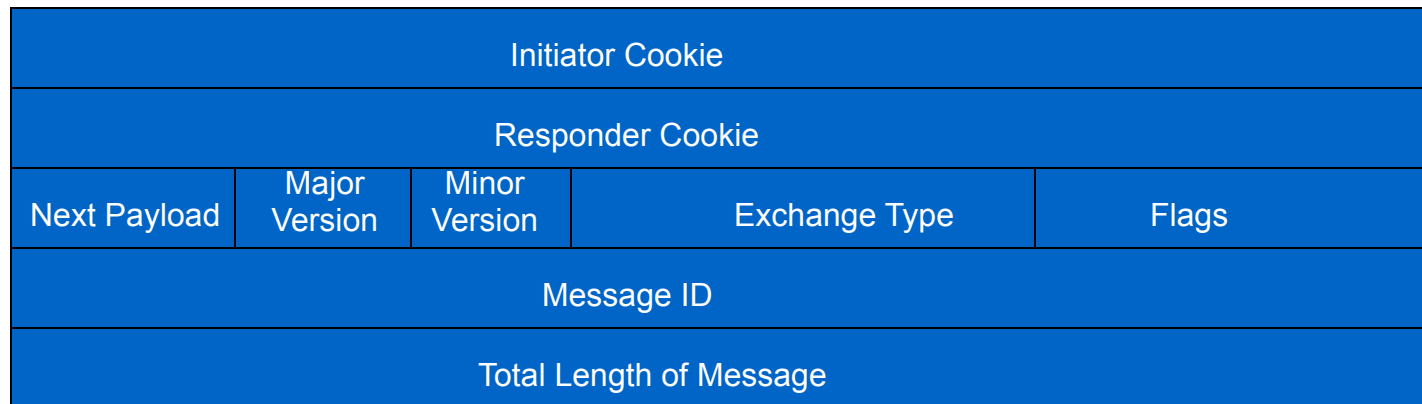 Initiator Cookie
Responder Cookie
Next Payload
Major
Version
Minor
Version
Exchange Type
Flags
Message ID
Total Length of Message